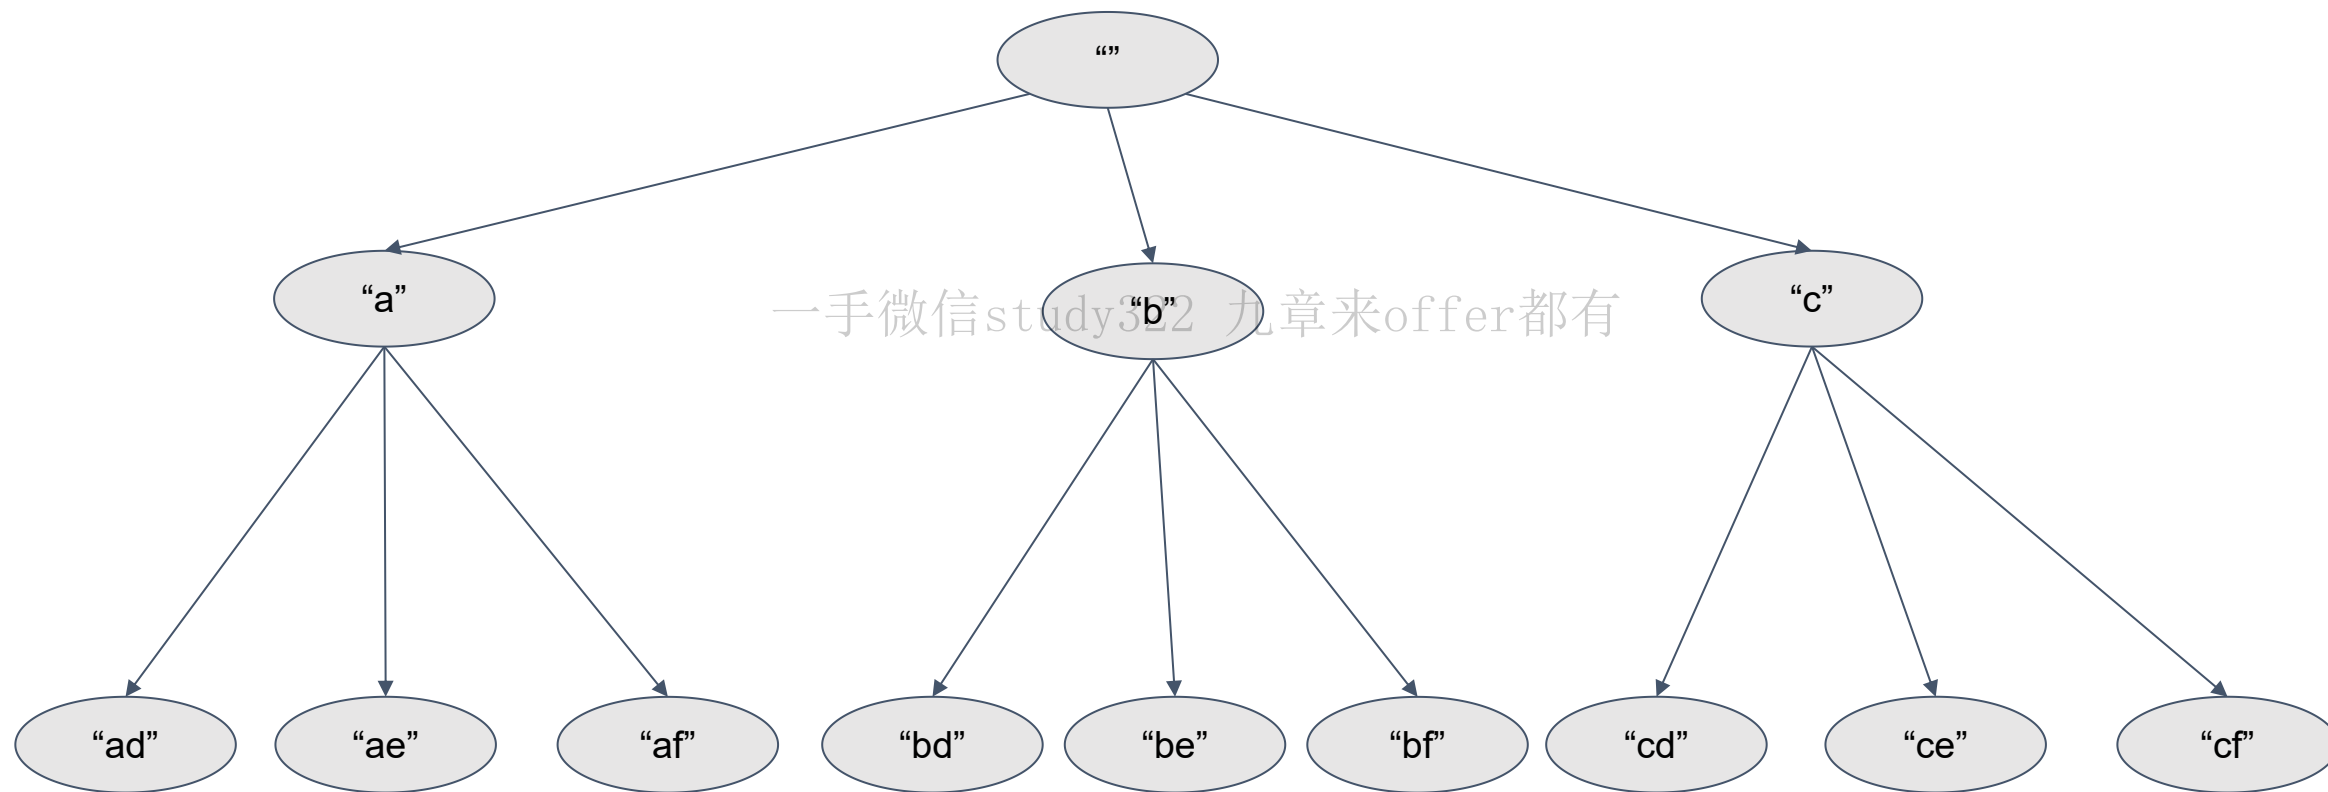 “”
“a”
“b”
“c”
一手微信study322 九章来offer都有
“ad”
“ae”
“af”
“bd”
“be”
“bf”
“cd”
“ce”
“cf”